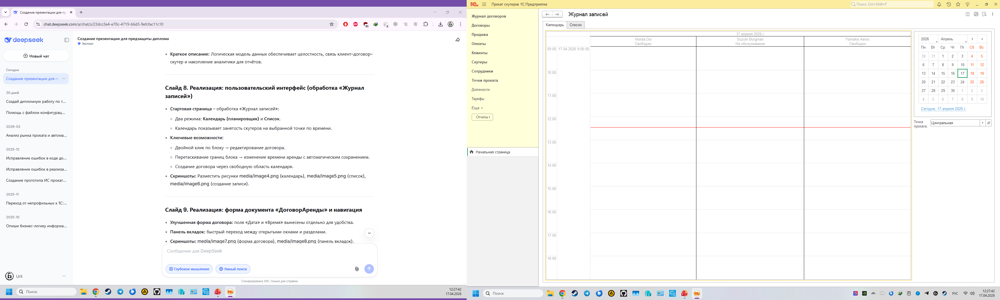 Создание презентации для пр
chat.deepseek.com/a/chat/s/23dcc3e4-e70c-4719-b6d3-9efcfac11c10
85
6
deepseek
Новый чат
Сегодня
Создание презентации для п
30 дней
Создай дипломную работу по т...
Помощь с файлом конфигурац...
2026-03
Анализ рынка проката и автома...
2025-12
Исправление ошибок в коде до...
Исправление ошибок в реализа...
Создание прототипа ИС прокат...
2025-11
Переход от непрофильных к 1С:...
2025-10
Опиши бизнес-логику информа...
Urli
Создание презентации для предзащиты диплома
Эксперт
Краткое описание: Логическая модель данных обеспечивает целостность, связь клиент–договор–
скутер и накопление аналитики для отчётов.
Слайд 8. Реализация: пользовательский интерфейс (обработка «Журнал
записей»)
Стартовая страница – обработка «Журнал записей»:
Два режима: Календарь (планировщик) и Список.
Календарь показывает занятость скутеров на выбранной точке по времени.
Ключевые возможности:
Двойной клик по блоку → редактирование договора.
Перетаскивание границ блока → изменение времени аренды с автоматическим сохранением.
Создание договора через свободную область календаря.
Скриншоты: Разместить рисунки media/image4.png (календарь), media/image5.png (список),
media/image6.png (создание записи).
Слайд 9. Реализация: форма документа «ДоговорАренды» и навигация
Улучшенная форма договора: поля «Дата» и «Время» вынесены отдельно для удобства.
Панель вкладок: быстрый переход между открытыми окнами и разделами.
Скриншоты: media/image7.png (форма договора), media/image8.png (панель вкладок).
Сообщение для DeepSeek
Глубокое мышление
Умный поиск
Сгенерировано ИИ, только для справки
Поиск
12:27:42
17.04.2026
Прокат скутеров 1С:Предприятие
Поиск Ctrl+Shift+F
Журнал договоров
Договоры
Продажа
Оплаты
Клиенты
Скутеры
Сотрудники
Точки проката
Должности
Тарифы
Еще
Отчеты
Начальная страница
Журнал записей
Календарь Список
17 апреля 2026 г.
Honda Dio Suzuki Burgman Yamaha Aerox
Свободен На обслуживании Свободен
09:00 17.04.2026 9:00:00
10:00
11:00
12:00
13:00
14:00
15:00
16:00
17:00
18:00
2026 Апрель
Пн Вт Ср Чт Пт Сб Вс
30 31 1 2 3 4 5
6 7 8 9 10 11 12
13 14 15 16 17 18 19
20 21 22 23 24 25 26
27 28 29 30 1 2 3
4 5 6 7 8 9 10
Сегодня, 17 апреля 2026 г.
Точка
проката:
Центральная
Поиск
РУС
12:27:42
17.04.2026